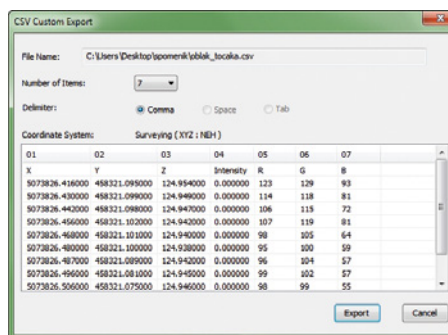 CSV Custom Export
File Name: C:\Users\Desktop\spomenik\oblak_tocaka.csv
Number of Items: 7
Delimiter: Comma Space Tab
Coordinate System: Surveying ( XYZ : NEH )
01 02 03 04 05 06 07
X Y Z Intensity R G B
5073826.416000 458321.095000 124.954000 0.000000 123 129 93
5073826.430000 458321.099000 124.949000 0.000000 114 118 81
5073826.442000 458321.098000 124.947000 0.000000 106 115 72
5073826.456000 458321.102000 124.942000 0.000000 107 119 81
5073826.468000 458321.101000 124.940000 0.000000 98 105 64
5073826.480000 458321.100000 124.938000 0.000000 95 100 59
5073826.487000 458321.089000 124.942000 0.000000 96 104 57
5073826.496000 458321.081000 124.945000 0.000000 99 102 57
5073826.506000 458321.075000 124.946000 0.000000 98 99 55
Export Cancel